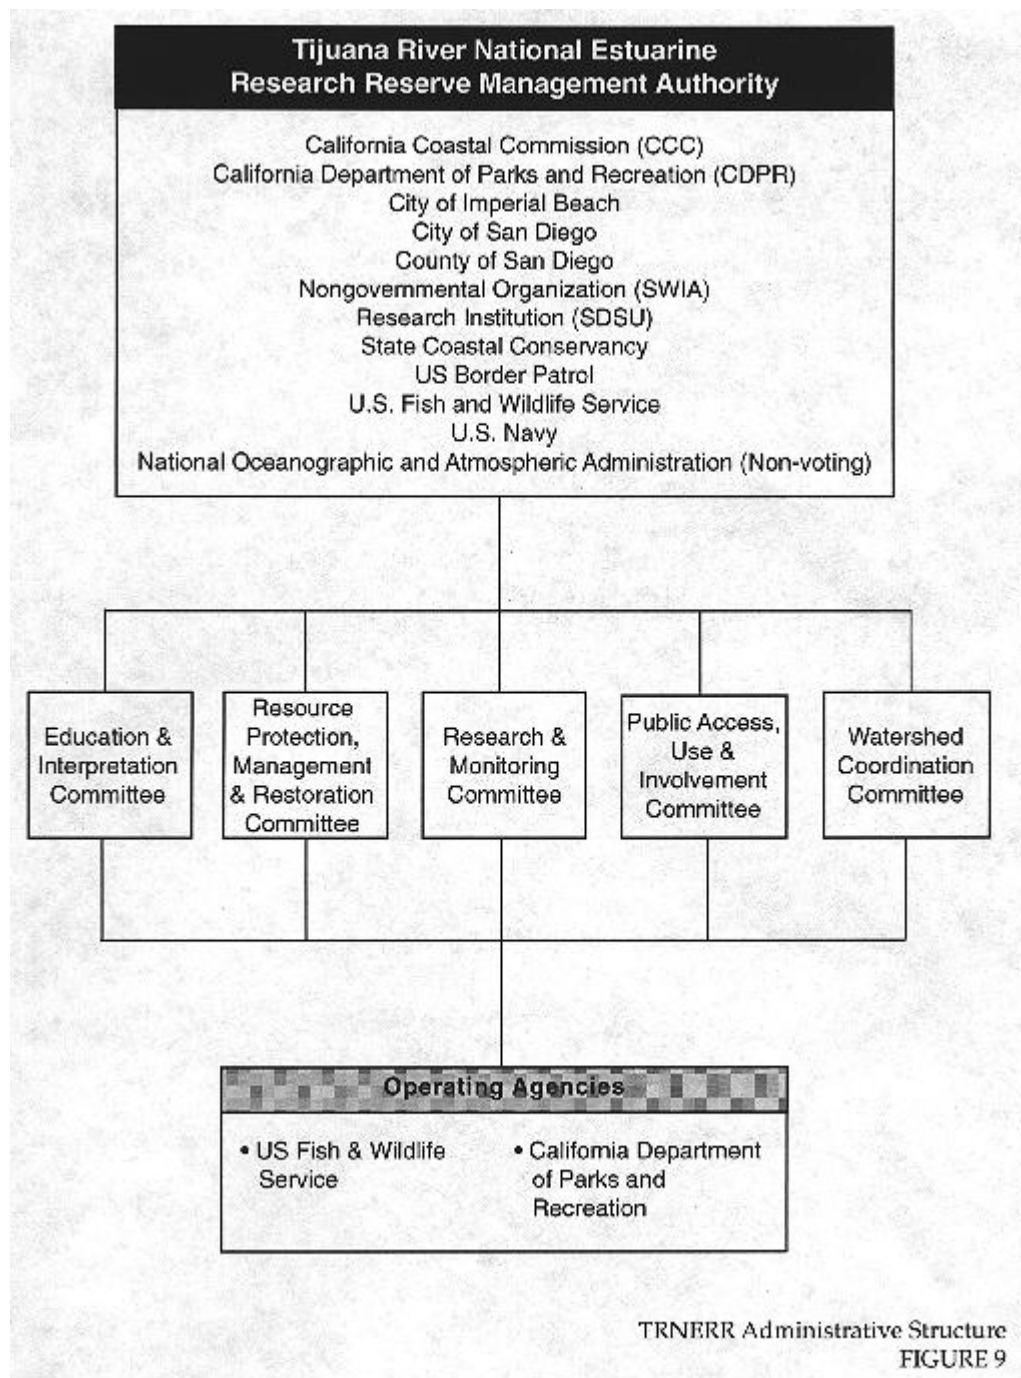 Tijuana River National Estuarine
Research Reserve Management Authority
California Coastal Commission (CCC)
California Department of Parks and Recreation (CDPR)
City of Imperial Beach
City of San Diego
County of San Diego
Nongovernmental Organization (SWIA)
Research Institution (SDSU)
State Coastal Conservancy
US Border Patrol
U.S. Fish and Wildlife Service
U.S. Navy
National Oceanographic and Atmospheric Administration (Non-voting)
Education &
Interpretation
Committee
Resource
Protection,
Management
& Restoration
Committee
Research &
Monitoring
Committee
Public Access,
Use &
Involvement
Committee
Watershed
Coordination
Committee
Operating Agencies
• US Fish & Wildlife
Service
• California Department
of Parks and
Recreation
TRNERR Administrative Structure
FIGURE 9